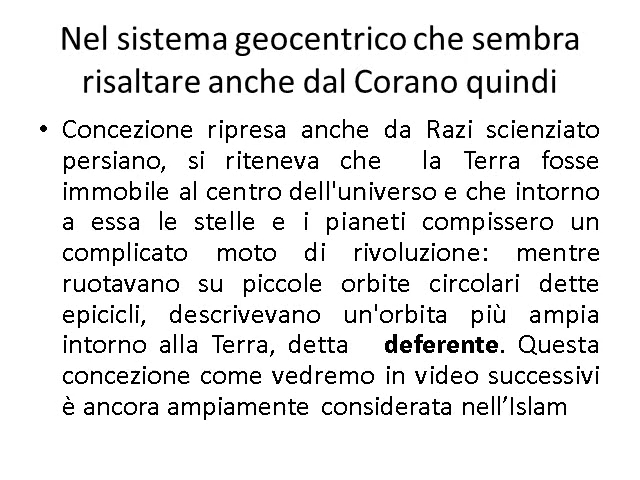 Nel sistema geocentrico che sembra
risaltare anche dal Corano quindi
• Concezione ripresa anche da Razi scienziato
persiano, si riteneva che la Terra fosse
immobile al centro dell'universo e che intorno
a essa le stelle e i pianeti compissero un
complicato moto di rivoluzione: mentre
ruotavano su piccole orbite circolari dette
epicicli, descrivevano un'orbita più ampia
intorno alla Terra, detta deferente. Questa
concezione come vedremo in video successivi
è ancora ampiamente considerata nell’Islam